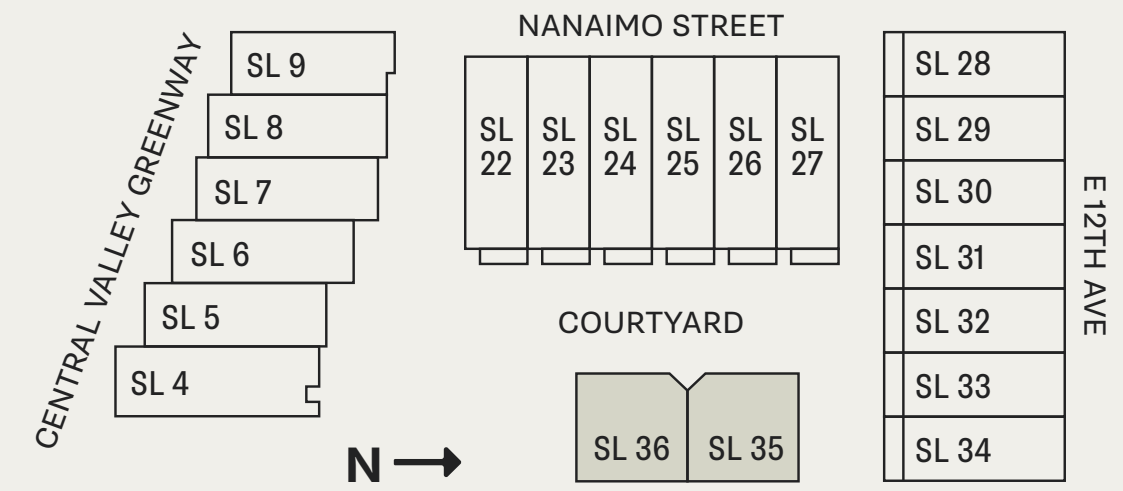 NANAIMO STREET
CENTRAL VALLEY GREENWAY
SL 9
SL 8
SL 7
SL 6
SL 5
SL 4
SL
22
SL
23
SL
24
SL
25
SL
26
SL
27
COURTYARD
SL 36
SL 35
N
SL 28
SL 29
SL 30
SL 31
SL 32
SL 33
SL 34
E 12TH AVE